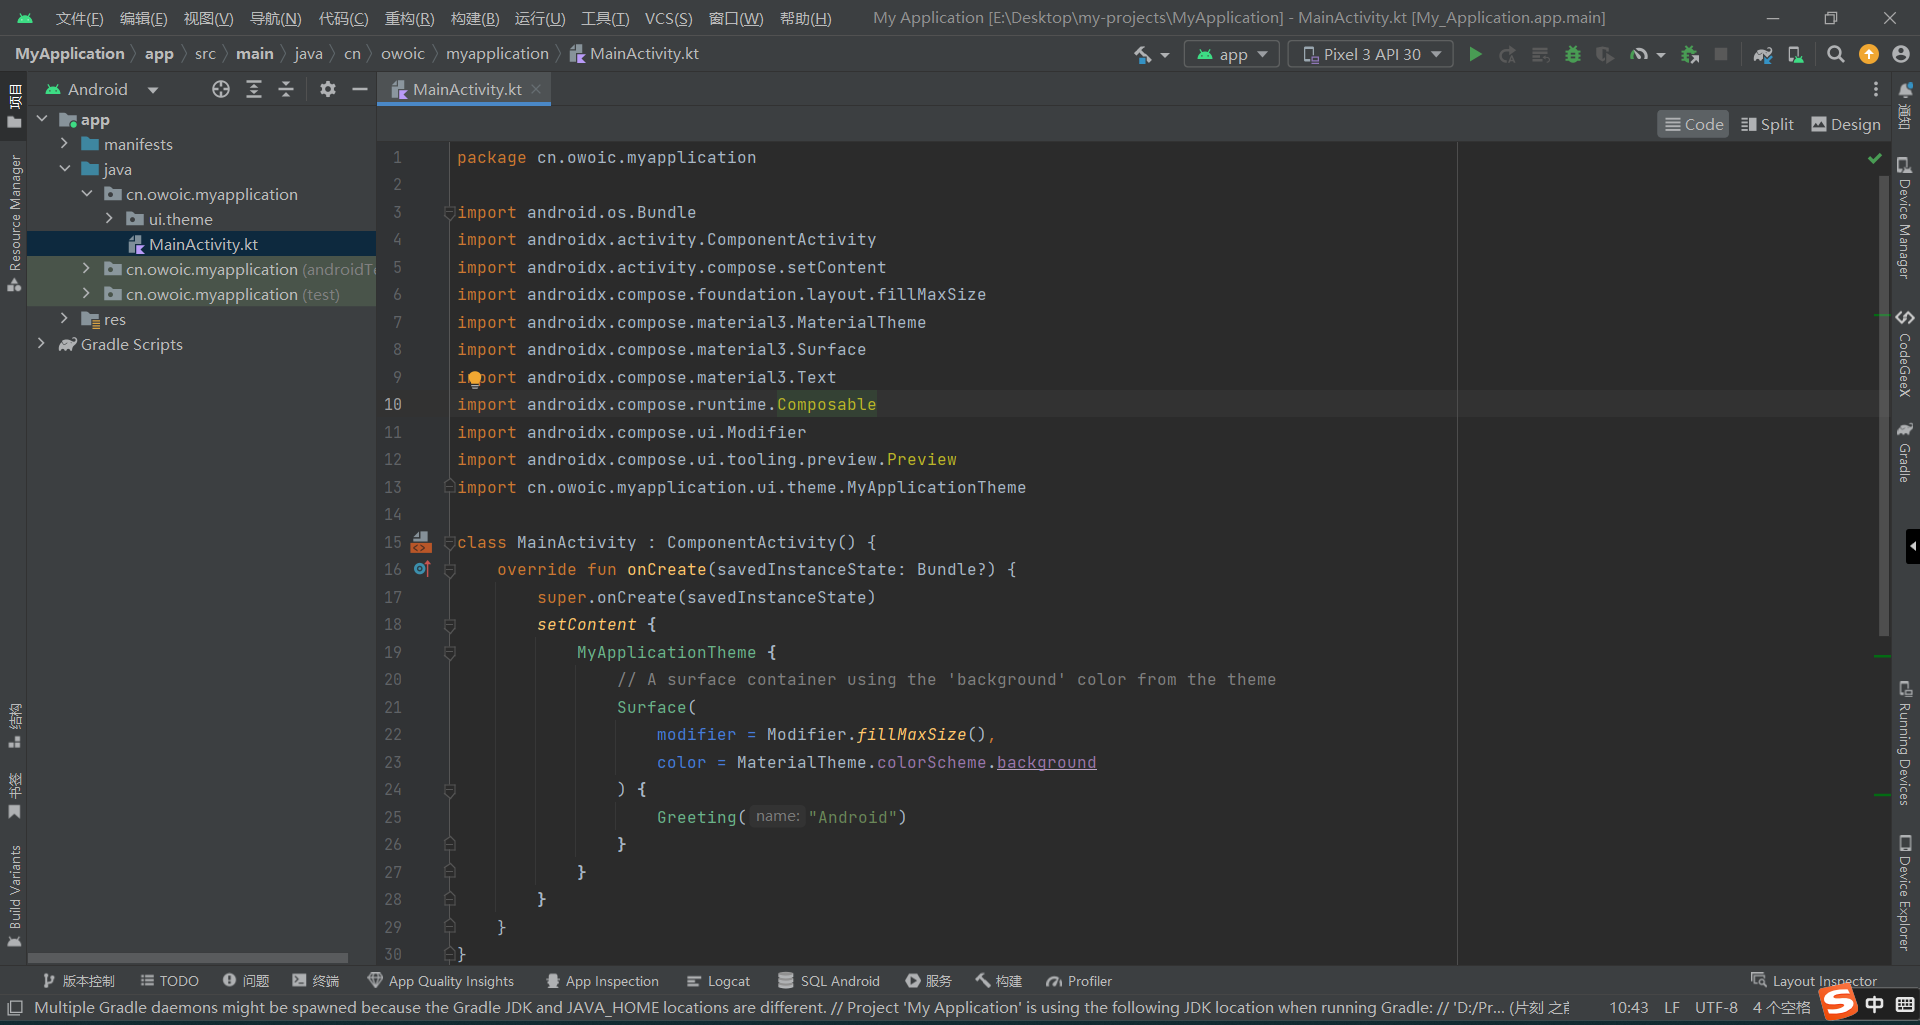 文件(F) 编辑(E) 视图(V) 导航(N) 代码(C) 重构(R) 构建(B) 运行(U) 工具(T) VCS(S) 窗口(W) 帮助(H) My Application [E:\Desktop\my-projects\MyApplication] - MainActivity.kt [My_Application.app.main]
MyApplication app src main java cn owoic myapplication MainActivity.kt app Pixel 3 API 30
Android MainActivity.kt
Code Split Design
项目
Resource Manager
结构
书签
Build Variants
app
manifests
java
cn.owoic.myapplication
ui.theme
MainActivity.kt
cn.owoic.myapplication (androidTe
cn.owoic.myapplication (test)
res
Gradle Scripts
1 package cn.owoic.myapplication
2
3 import android.os.Bundle
4 import androidx.activity.ComponentActivity
5 import androidx.activity.compose.setContent
6 import androidx.compose.foundation.layout.fillMaxSize
7 import androidx.compose.material3.MaterialTheme
8 import androidx.compose.material3.Surface
9 import androidx.compose.material3.Text
10 import androidx.compose.runtime.Composable
11 import androidx.compose.ui.Modifier
12 import androidx.compose.ui.tooling.preview.Preview
13 import cn.owoic.myapplication.ui.theme.MyApplicationTheme
14
15 class MainActivity : ComponentActivity() {
16 override fun onCreate(savedInstanceState: Bundle?) {
17 super.onCreate(savedInstanceState)
18 setContent {
19 MyApplicationTheme {
20 // A surface container using the 'background' color from the theme
21 Surface(
22 modifier = Modifier.fillMaxSize(),
23 color = MaterialTheme.colorScheme.background
24 ) {
25 Greeting( name: "Android")
26 }
27 }
28 }
29 }
30 }
通知
Device Manager
CodeGeeX
Gradle
Running Devices
Device Explorer
版本控制 TODO 问题 终端 App Quality Insights App Inspection Logcat SQL Android 服务 构建 Profiler Layout Inspector
Multiple Gradle daemons might be spawned because the Gradle JDK and JAVA_HOME locations are different. // Project 'My Application' is using the following JDK location when running Gradle: // 'D:/Pr... (片刻 之前 10:43 LF UTF-8 4 个空格 中